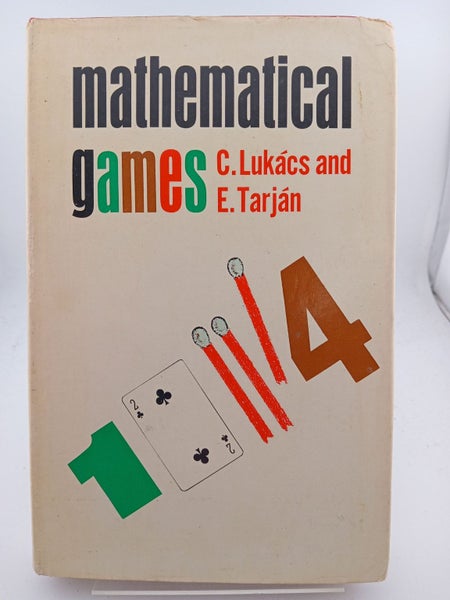 mathematical
games C. Lukács and
E. Tarján
1 2 4
2